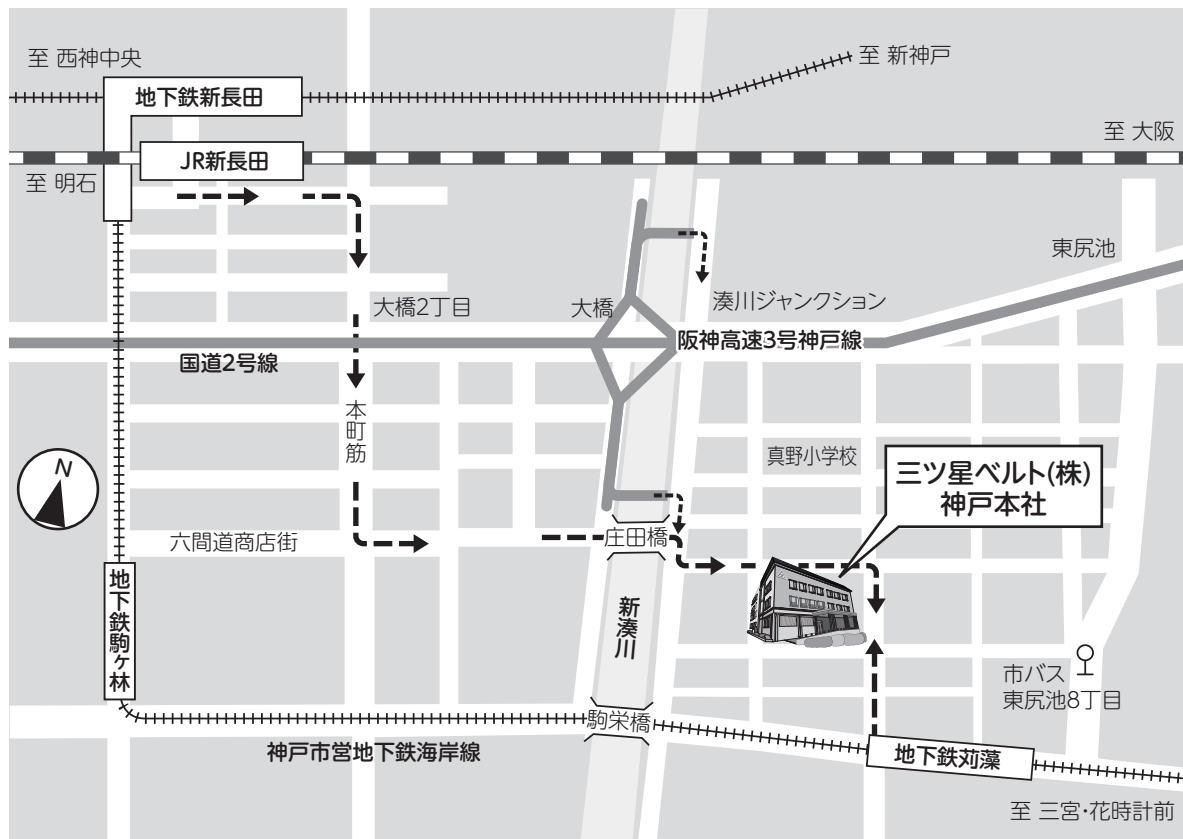 至 西神中央
至 新神戸
地下鉄新長田
至 大阪
JR新長田
至 明石
東尻池
大橋2丁目
大橋
湊川ジャンクション
国道2号線
阪神高速3号神戸線
本町筋
真野小学校
三ツ星ベルト(株)
神戸本社
N
六間道商店街
庄田橋
地下鉄駒ヶ林
新湊川
市バス
東尻池8丁目
駒栄橋
神戸市営地下鉄海岸線
地下鉄苅藻
至 三宮・花時計前